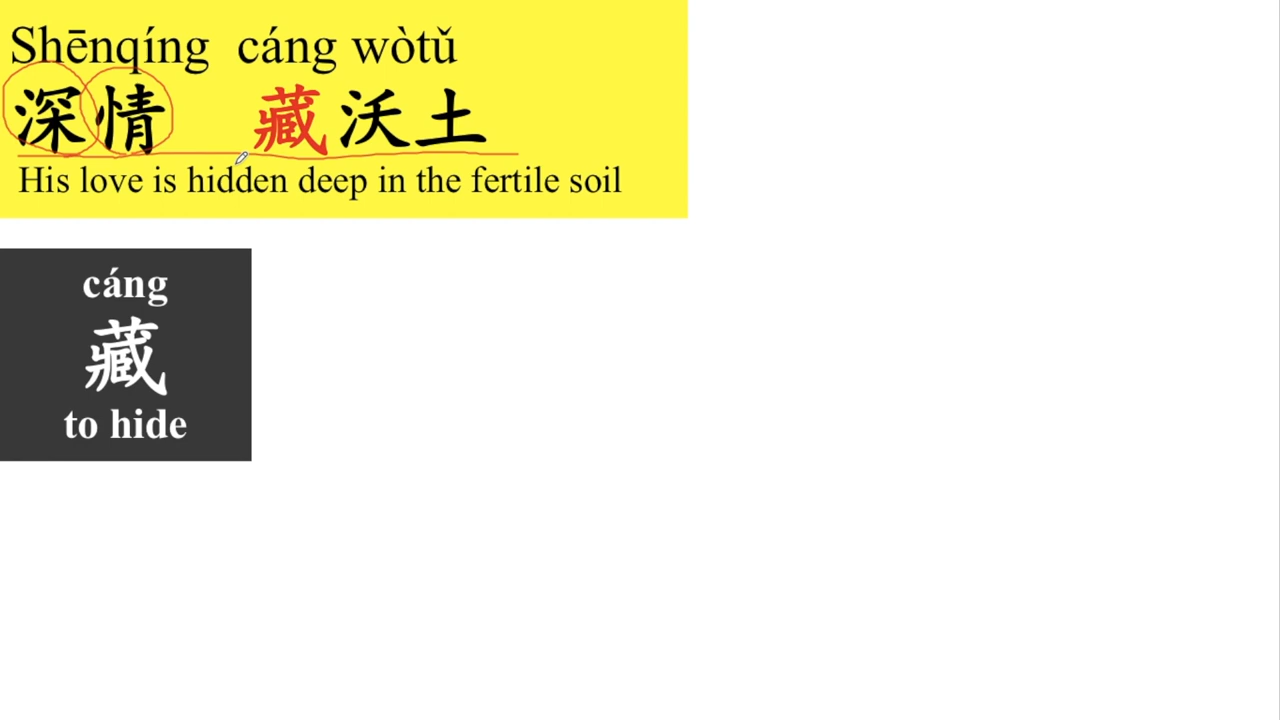 Shēnqíng cáng wòtǔ
深情 藏沃土
His love is hidden deep in the fertile soil
cáng
藏
to hide